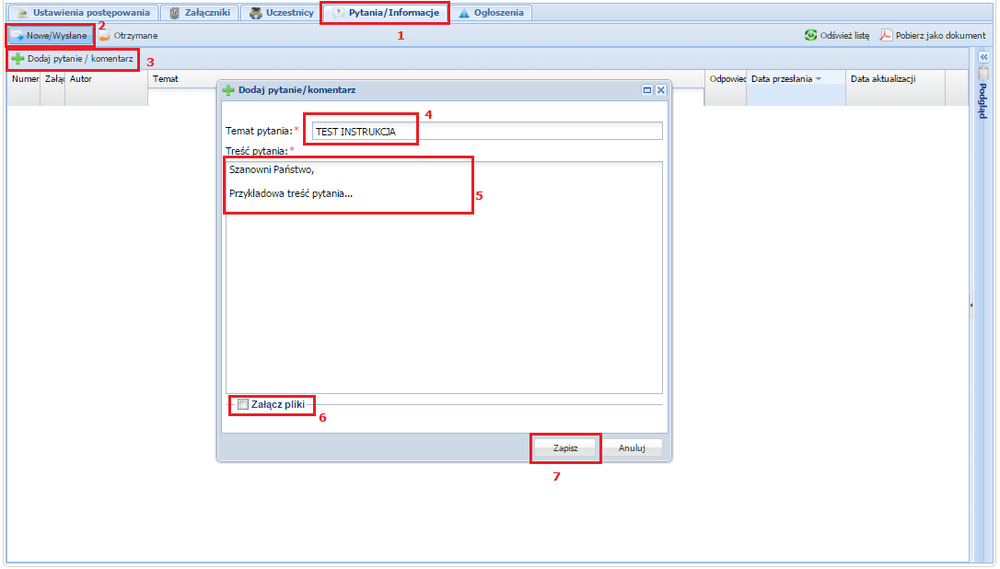 Ustawienia postępowania Załączniki Uczestnicy Pytania/Informacje Ogłoszenia
1
Nowe/Wysłane 2 Otrzymane Odśwież listę Pobierz jako dokument
Dodaj pytanie / komentarz 3
Numer Załąc Autor Temat Odpowiedz Data przesłania Data aktualizacji
Podgląd
Dodaj pytanie/komentarz
Temat pytania:* TEST INSTRUKCJA 4
Treść pytania:*
Szanowni Państwo,
Przykładowa treść pytania... 5
Załącz pliki 6
Zapisz Anuluj
7